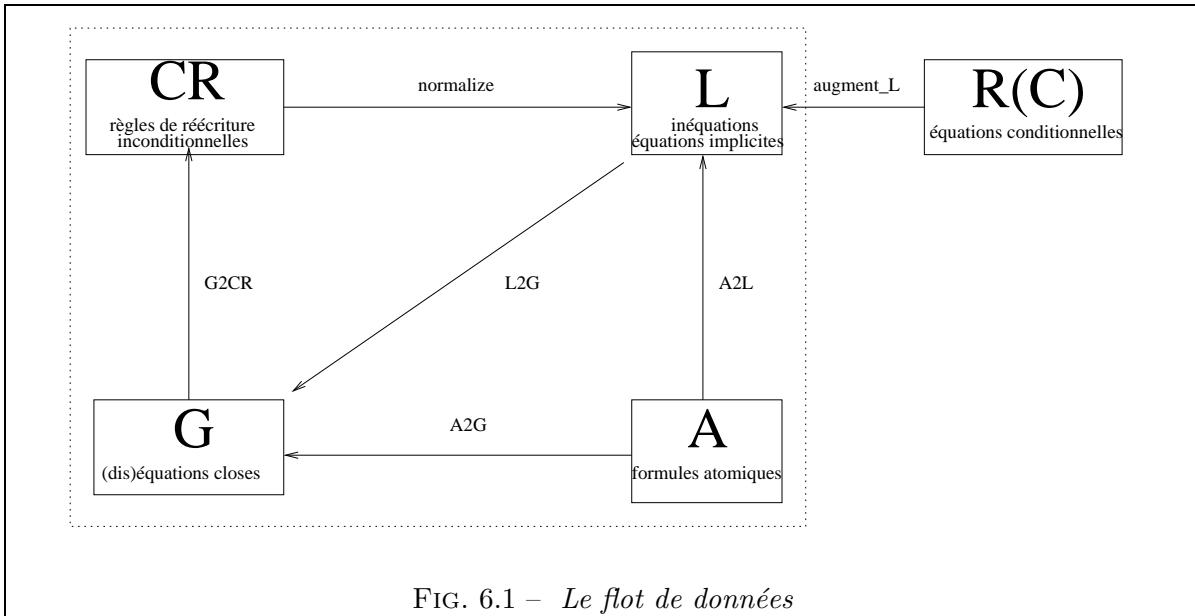 CR
règles de réécriture
inconditionnelles
normalize
L
inéquations
équations implicites
augment_L
R(C)
équations conditionnelles
G2CR
L2G
A2L
G
(dis)équations closes
A2G
A
formules atomiques
FIG. 6.1 – Le flot de données